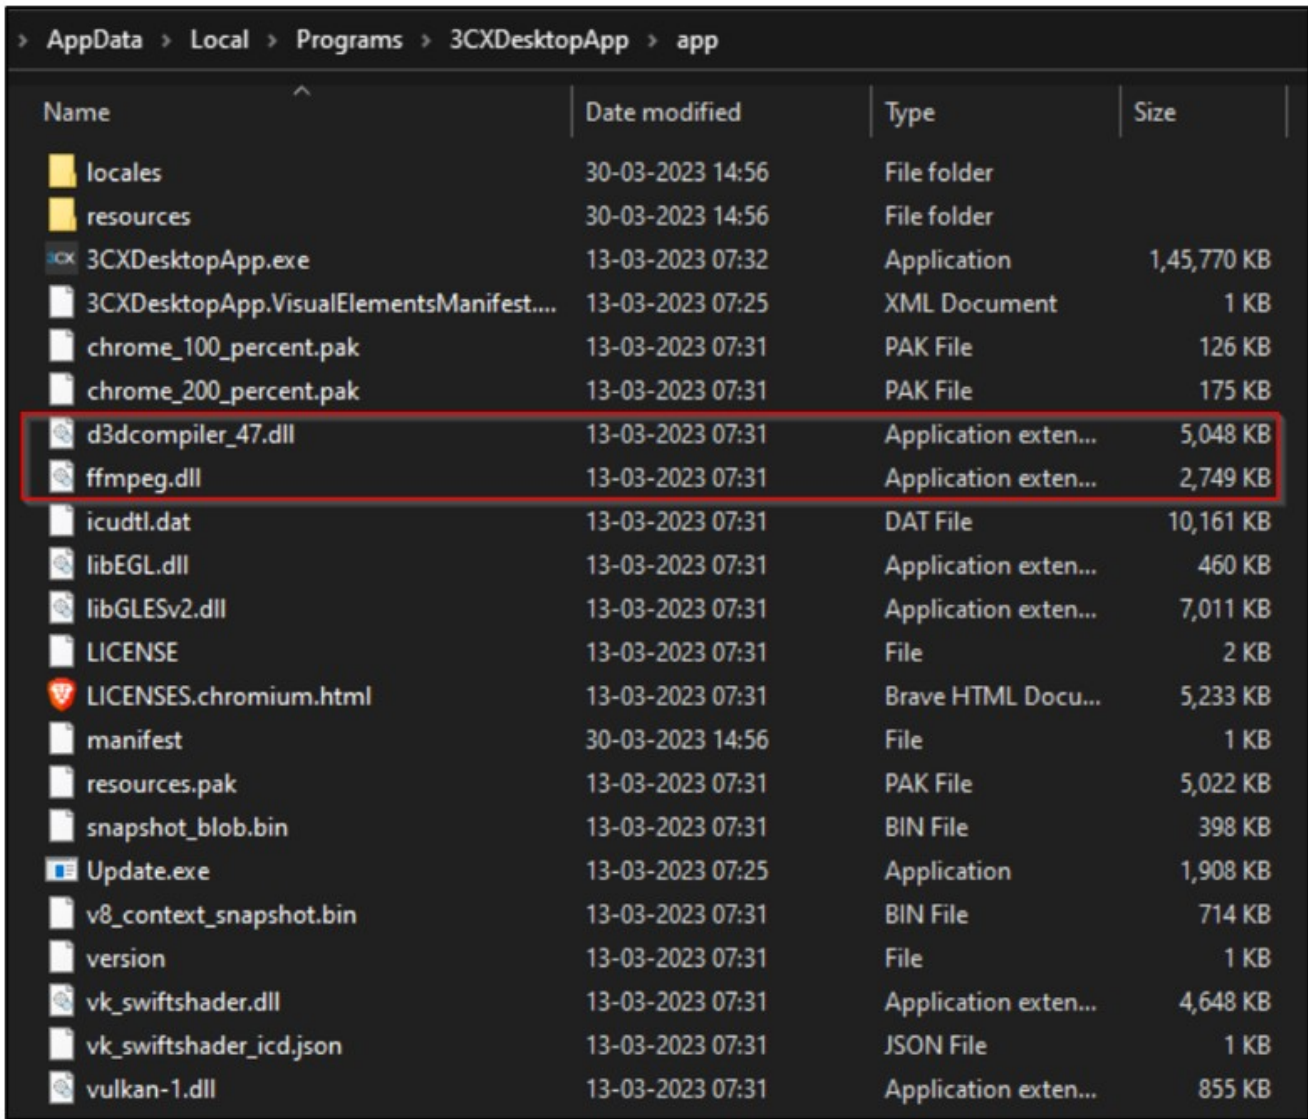 › AppData › Local › Programs › 3CXDesktopApp › app
Name Date modified Type Size
locales 30-03-2023 14:56 File folder
resources 30-03-2023 14:56 File folder
3CX 3CXDesktopApp.exe 13-03-2023 07:32 Application 1,45,770 KB
3CXDesktopApp.VisualElementsManifest.... 13-03-2023 07:25 XML Document 1 KB
chrome_100_percent.pak 13-03-2023 07:31 PAK File 126 KB
chrome_200_percent.pak 13-03-2023 07:31 PAK File 175 KB
d3dcompiler_47.dll 13-03-2023 07:31 Application exten... 5,048 KB
ffmpeg.dll 13-03-2023 07:31 Application exten... 2,749 KB
icudtl.dat 13-03-2023 07:31 DAT File 10,161 KB
libEGL.dll 13-03-2023 07:31 Application exten... 460 KB
libGLESv2.dll 13-03-2023 07:31 Application exten... 7,011 KB
LICENSE 13-03-2023 07:31 File 2 KB
LICENSES.chromium.html 13-03-2023 07:31 Brave HTML Docu... 5,233 KB
manifest 30-03-2023 14:56 File 1 KB
resources.pak 13-03-2023 07:31 PAK File 5,022 KB
snapshot_blob.bin 13-03-2023 07:31 BIN File 398 KB
Update.exe 13-03-2023 07:25 Application 1,908 KB
v8_context_snapshot.bin 13-03-2023 07:31 BIN File 714 KB
version 13-03-2023 07:31 File 1 KB
vk_swiftshader.dll 13-03-2023 07:31 Application exten... 4,648 KB
vk_swiftshader_icd.json 13-03-2023 07:31 JSON File 1 KB
vulkan-1.dll 13-03-2023 07:31 Application exten... 855 KB